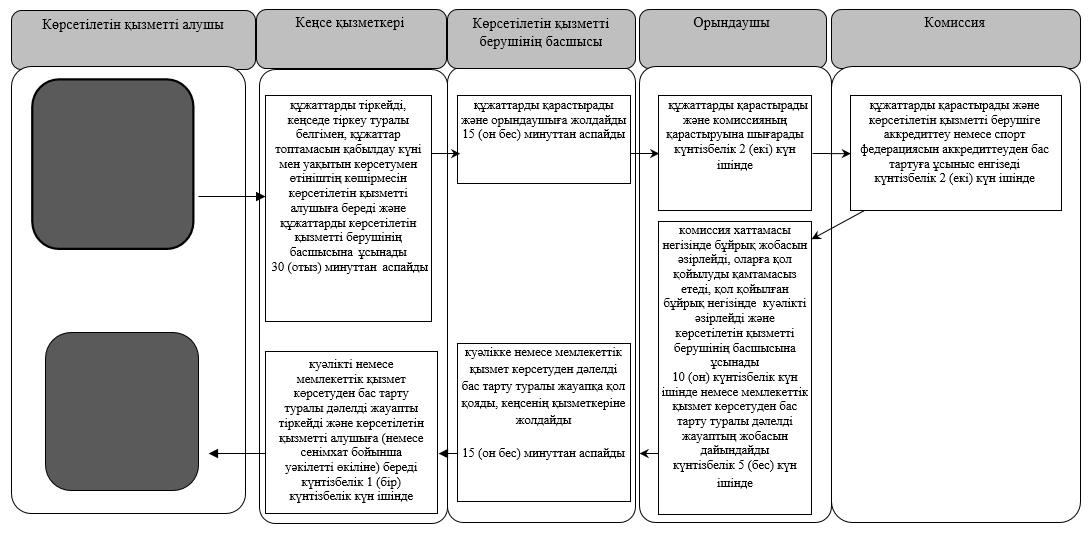 Көрсетілетін қызметті алушы
Кеңсе қызметкері
Көрсетілетін қызметті
берушінің басшысы
Орындаушы
Комиссия
құжаттарды тіркейді,
кеңседе тіркеу туралы
белгімен, құжаттар
топтамасын қабылдау күні
мен уақытын көрсетумен
өтініштің көшірмесін
көрсетілетін қызметті
алушыға береді және
құжаттарды көрсетілетін
қызметті берушінің
басшысына ұсынады
30 (отыз) минуттан аспайды
құжаттарды қарастырады
және орындаушыға жолдайды
15 (он бес) минуттан аспайды
құжаттарды қарастырады
және комиссияның
қарастыруына шығарады
күнтізбелік 2 (екі) күн
ішінде
құжаттарды қарастырады және
көрсетілетін қызметті берушіге
аккредиттеу немесе спорт
федерациясын аккредиттеуден бас
тартуға ұсыныс енгізеді
күнтізбелік 2 (екі) күн ішінде
комиссия хаттамасы
негізінде бұйрық жобасын
әзірлейді, оларға қол
қойылуды қамтамасыз
етеді, қол қойылған
бұйрық негізінде куәлікті
әзірлейді және
көрсетілетін қызметті
берушінің басшысына
ұсынады
10 (он) күнтізбелік күн
ішінде немесе мемлекеттік
қызмет көрсетуден бас
тарту туралы дәлелді
жауаптың жобасын
дайындайды
күнтізбелік 5 (бес) күн
ішінде
куәлікке немесе мемлекеттік
қызмет көрсетуден дәлелді
бас тарту туралы жауапқа қол
қояды, кеңсенің қызметкеріне
жолдайды
15 (он бес) минуттан аспайды
куәлікті немесе
мемлекеттік қызмет
көрсетуден бас тарту
туралы дәлелді жауапты
тіркейді және көрсетілетін
қызметті алушыға (немесе
сенімхат бойынша
уәкілетті өкіліне) береді
күнтізбелік 1 (бір)
күнтізбелік күн ішінде